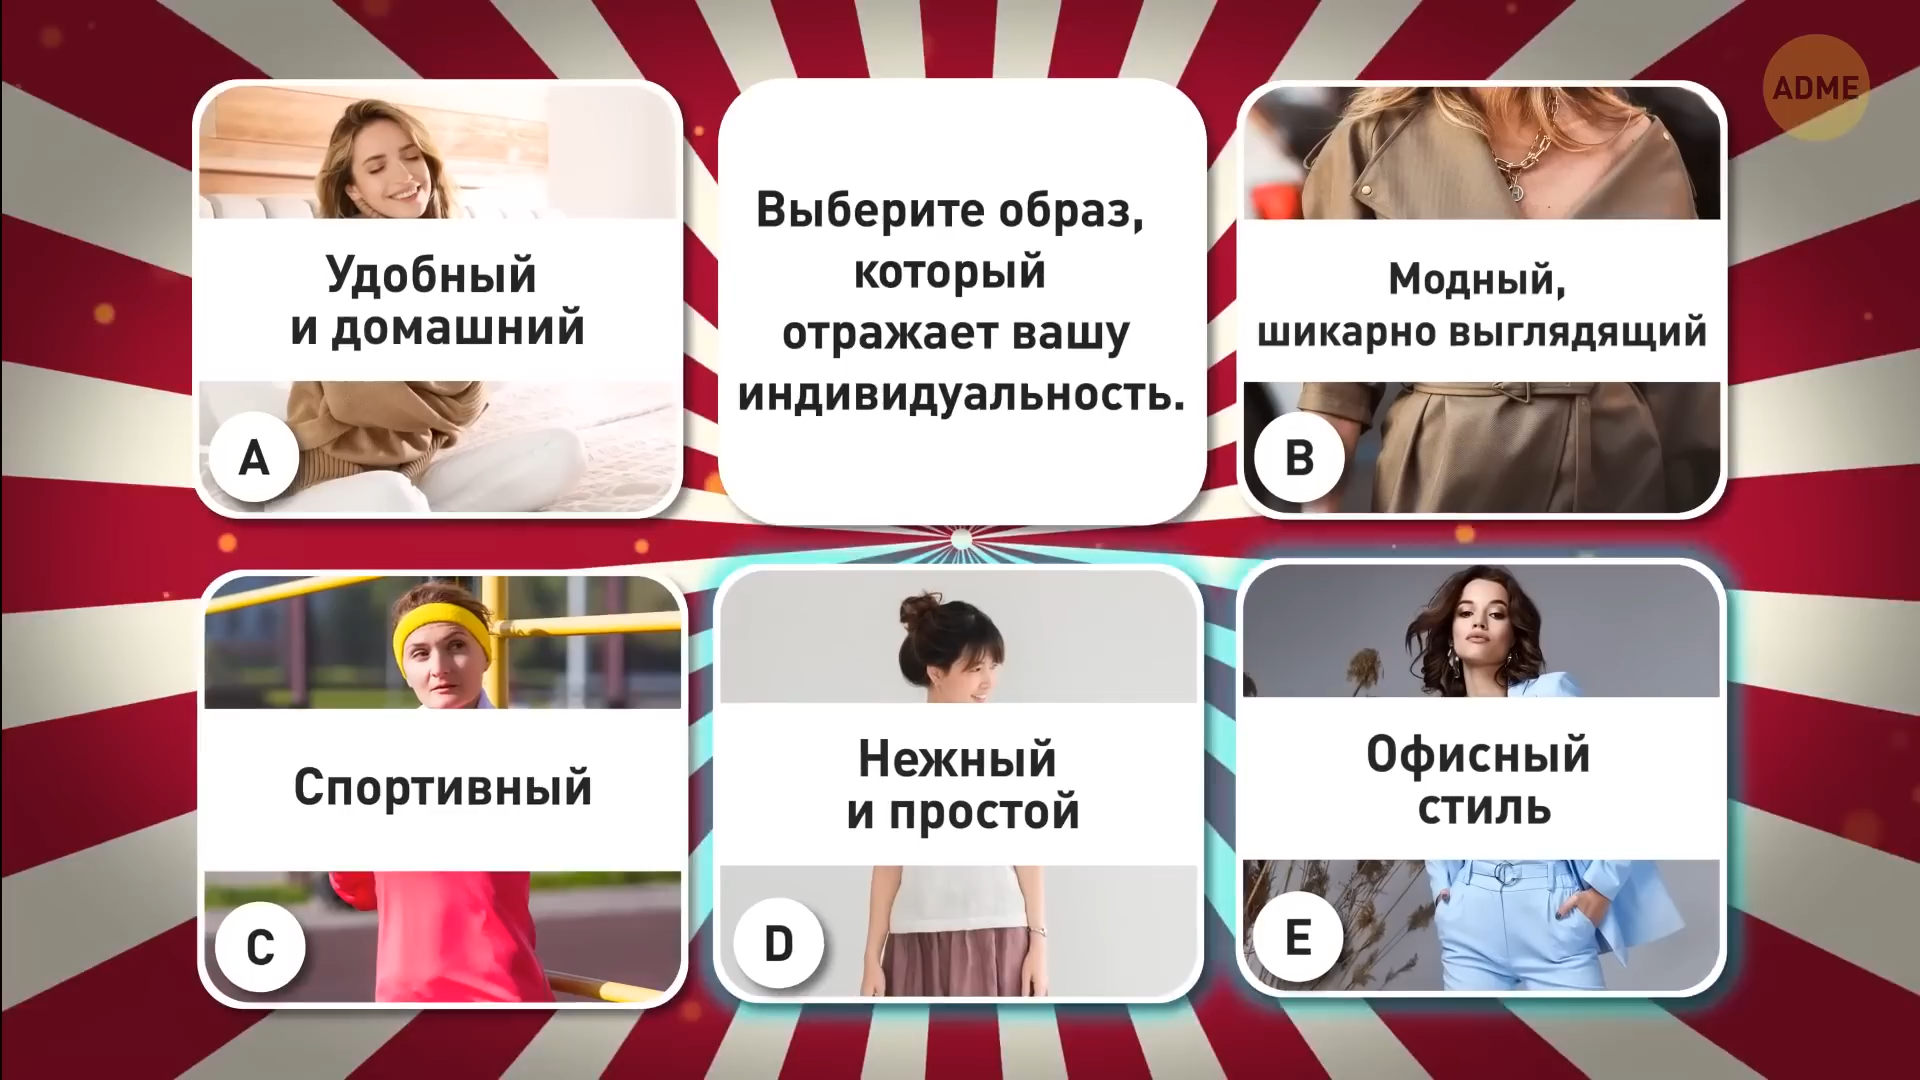 ADME
Удобный
и домашний
A
Выберите образ,
который
отражает вашу
индивидуальность.
Модный,
шикарно выглядящий
B
Спортивный
C
Нежный
и простой
D
Офисный
стиль
E